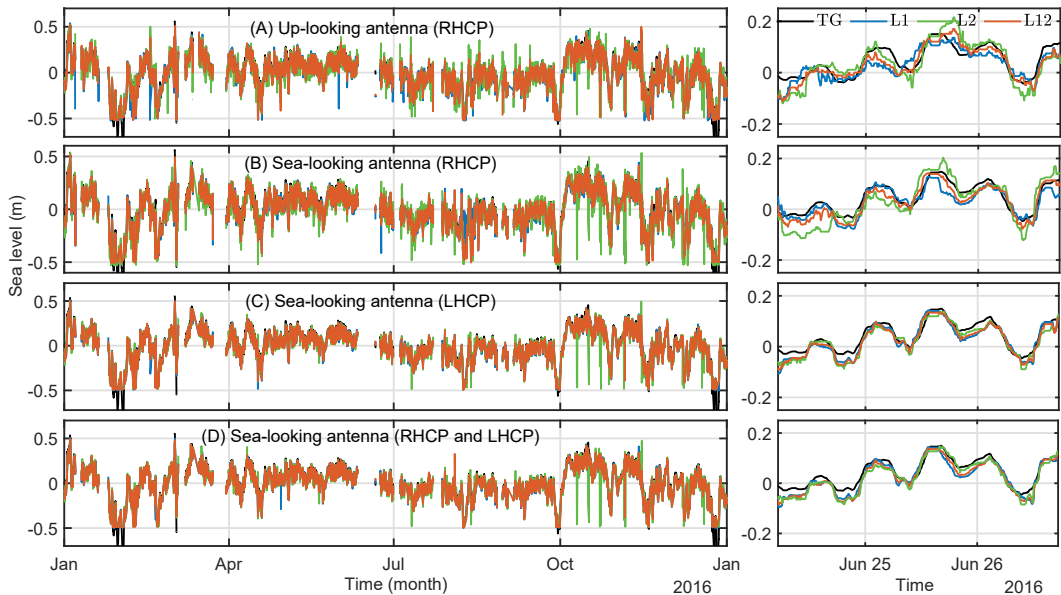 (A) Up-looking antenna (RHCP)
0.5
0
-0.5
0.2
0
-0.2
TG
L1
L2
L12
(B) Sea-looking antenna (RHCP)
0.5
0
-0.5
0.2
0
-0.2
Sea level (m)
(C) Sea-looking antenna (LHCP)
0.5
0
-0.5
0.2
0
-0.2
(D) Sea-looking antenna (RHCP and LHCP)
0.5
0
-0.5
0.2
0
-0.2
Jan
Apr
Jul
Oct
Jan
Time (month)
2016
Jun 25
Jun 26
Time
2016